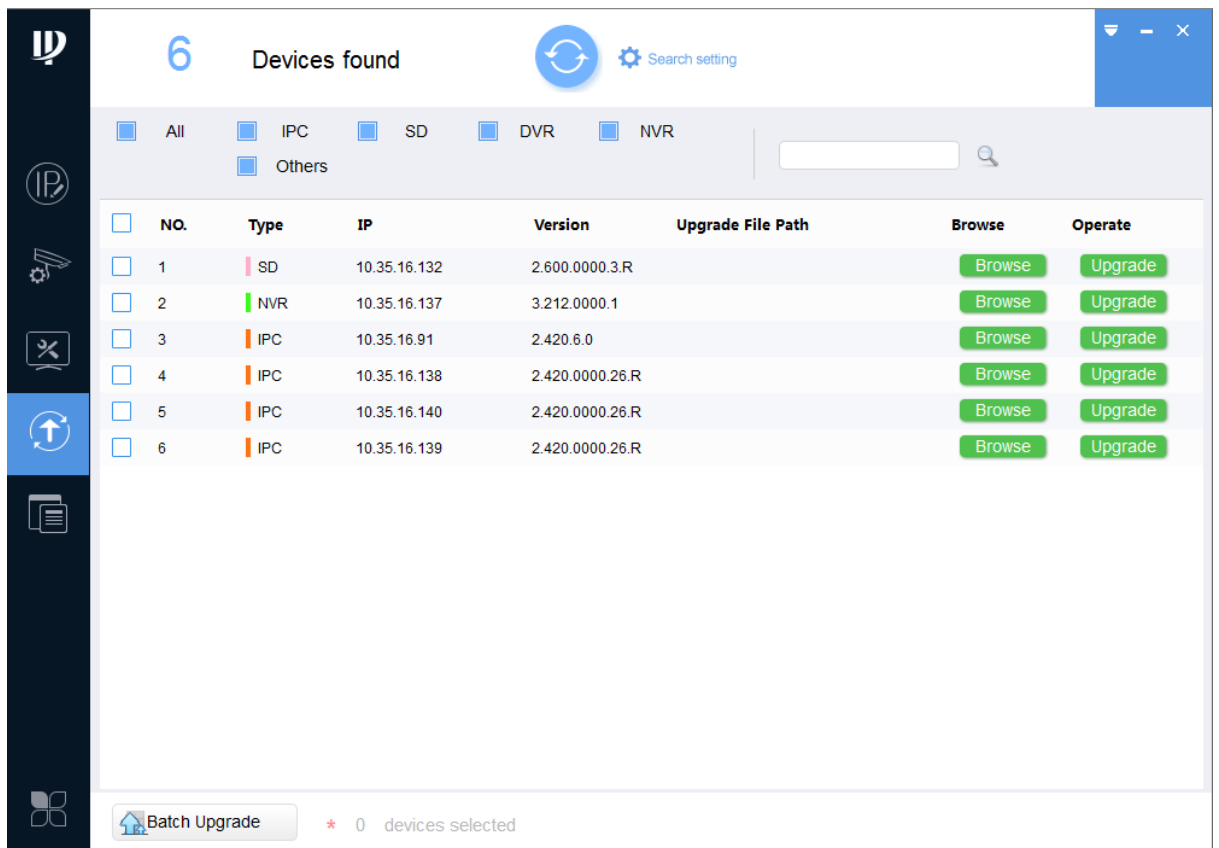 6 Devices found Search setting
All IPC SD DVR NVR
Others
NO. Type IP Version Upgrade File Path Browse Operate
1 SD 10.35.16.132 2.600.0000.3.R Browse Upgrade
2 NVR 10.35.16.137 3.212.0000.1 Browse Upgrade
3 IPC 10.35.16.91 2.420.6.0 Browse Upgrade
4 IPC 10.35.16.138 2.420.0000.26.R Browse Upgrade
5 IPC 10.35.16.140 2.420.0000.26.R Browse Upgrade
6 IPC 10.35.16.139 2.420.0000.26.R Browse Upgrade
IP
Batch Upgrade * 0 devices selected